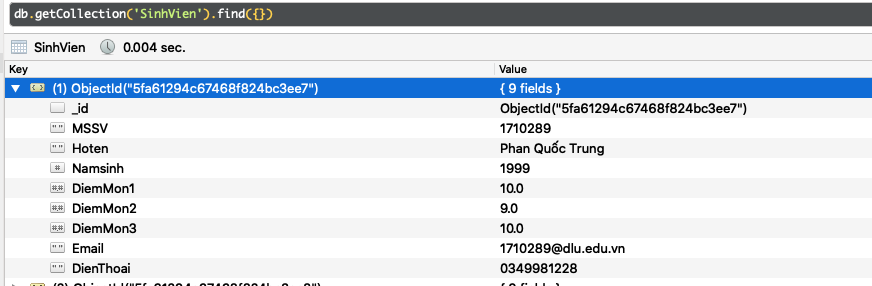 db.getCollection('SinhVien').find({})
SinhVien 0.004 sec.
Key Value
(1) ObjectId("5fa61294c67468f824bc3ee7") { 9 fields }
_id ObjectId("5fa61294c67468f824bc3ee7")
MSSV 1710289
Hoten Phan Quốc Trung
Namsinh 1999
DiemMon1 10.0
DiemMon2 9.0
DiemMon3 10.0
Email 1710289@dlu.edu.vn
DienThoai 0349981228